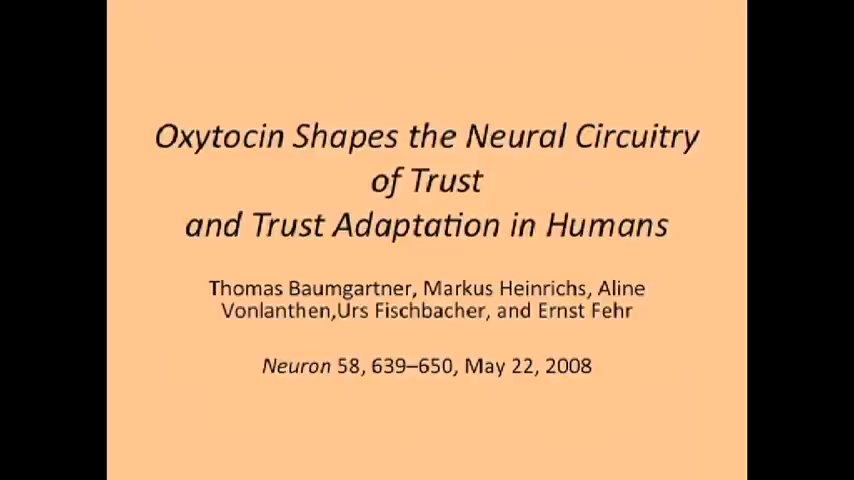 Oxytocin Shapes the Neural Circuitry
of Trust
and Trust Adaptation in Humans
Thomas Baumgartner, Markus Heinrichs, Aline
Vonlanthen,Urs Fischbacher, and Ernst Fehr
Neuron 58, 639–650, May 22, 2008